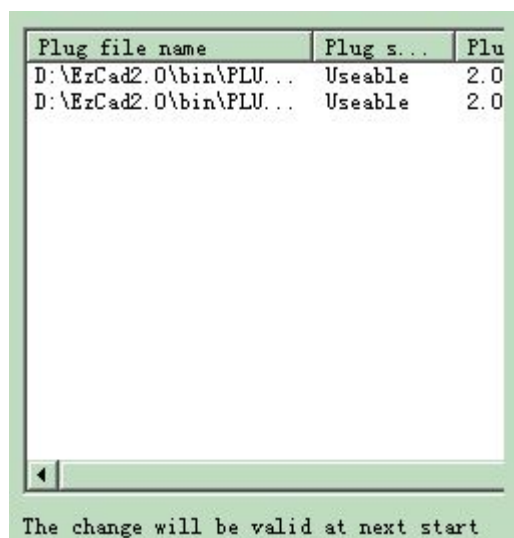 Plug file name Plug s... Plu
D:\EzCad2.0\bin\PLU... Useable 2.0
D:\EzCad2.0\bin\PLU... Useable 2.0
The change will be valid at next start